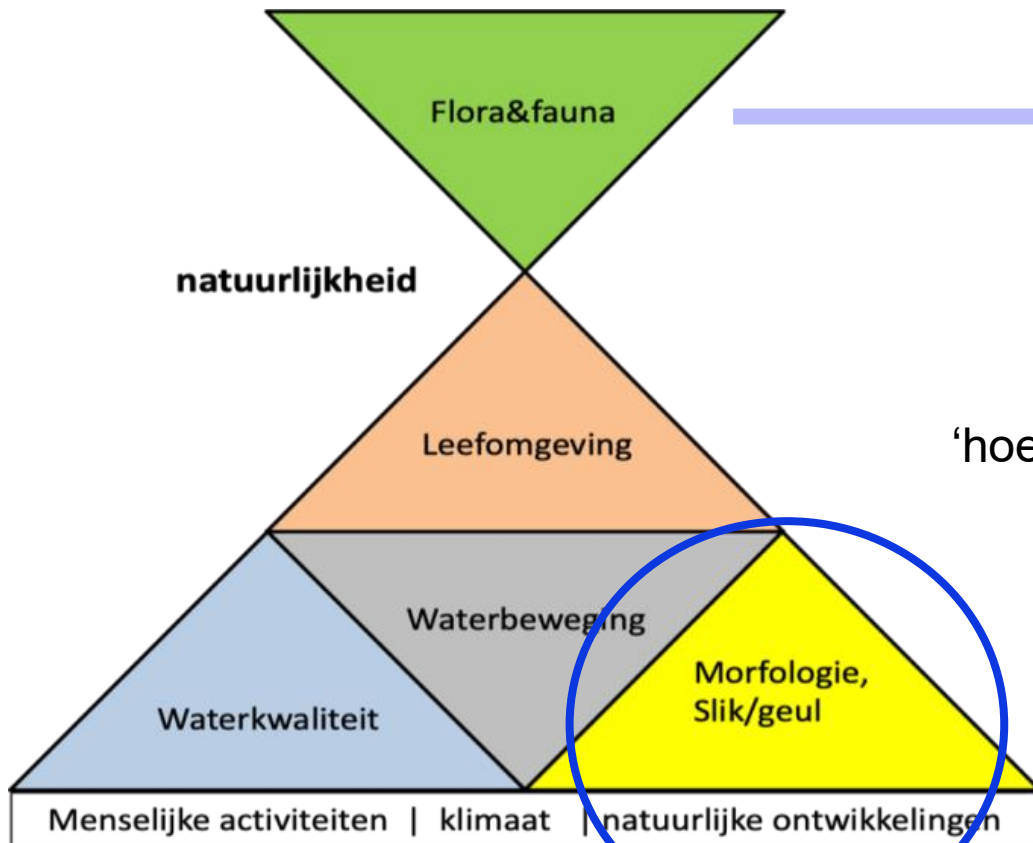 Flora&fauna
natuurlijkheid
Leefomgeving
‘hoe
Waterbeweging
Morfologie,
Slik/geul
Waterkwaliteit
Menselijke activiteiten | klimaat | natuurlijke ontwikkelingen